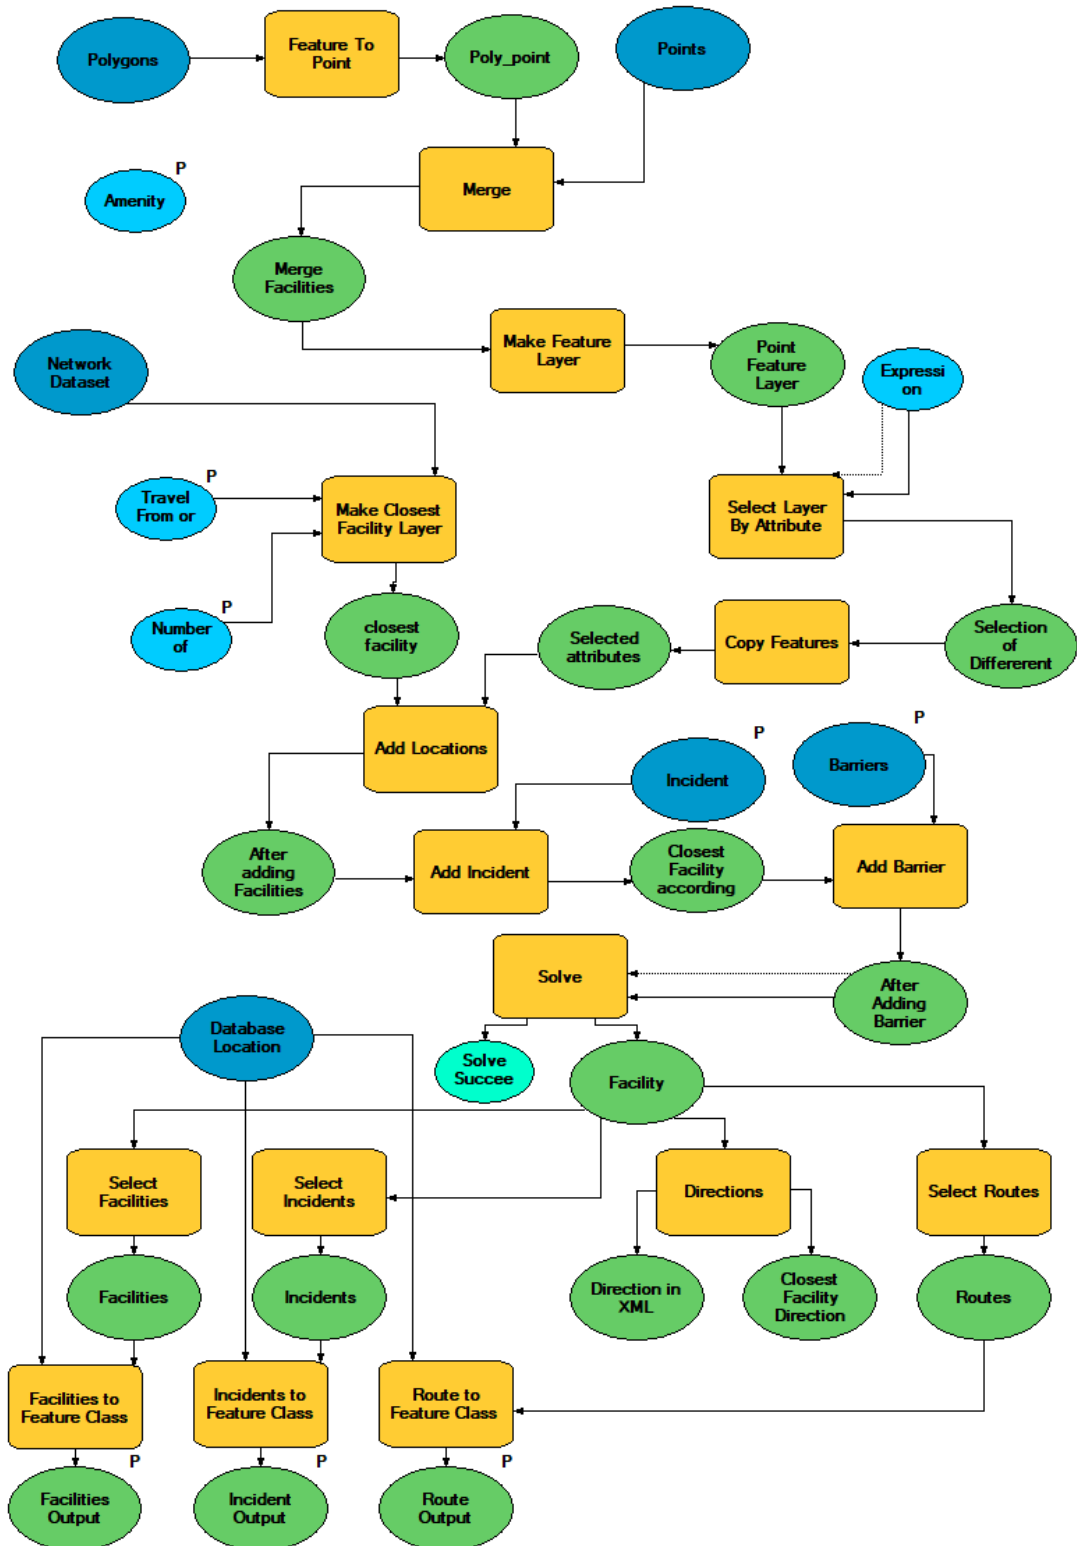 Polygons
Feature To
Point
Poly_point
Points
P
Amenity
Merge
Merge
Facilities
Network
Dataset
Make Feature
Layer
Point
Feature
Layer
Expressi
on
P
Travel
From or
Make Closest
Facility Layer
Select Layer
By Attribute
P
Number
of
closest
facility
Selected
attributes
Copy Features
Selection
of
Differerent
Add Locations
P
Incident
P
Barriers
After
adding
Facilities
Add Incident
Closest
Facility
according
Add Barrier
Solve
After
Adding
Barrier
Database
Location
Solve
Succee
Facility
Select
Facilities
Select
Incidents
Directions
Select Routes
Facilities
Incidents
Direction in
XML
Closest
Facility
Direction
Routes
Facilities to
Feature Class
Incidents to
Feature Class
Route to
Feature Class
P
P
P
Facilities
Output
Incident
Output
Route
Output